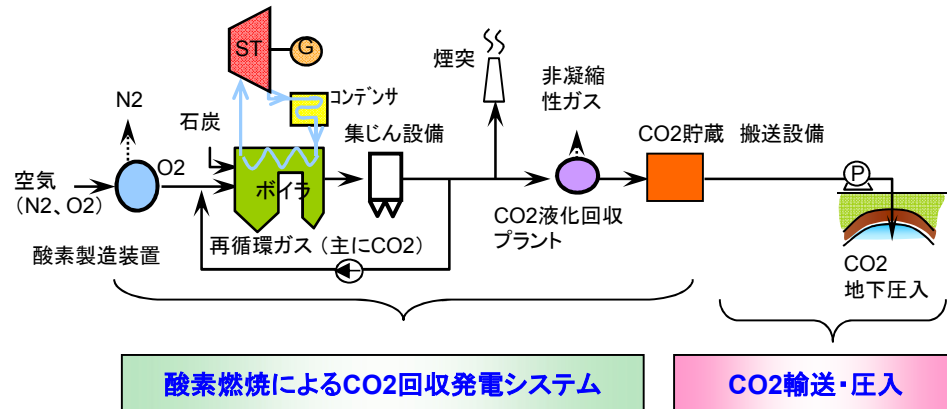 ST
G
煙突
非凝縮
性ガス
N2
石炭
コンデンサ
集じん設備
CO2貯蔵 搬送設備
O2
空気
(N2、O2)
ボイラ
P
CO2液化回収
プラント
再循環ガス (主にCO2)
酸素製造装置
CO2
地下圧入
酸素燃焼によるCO2回収発電システム
CO2輸送・圧入